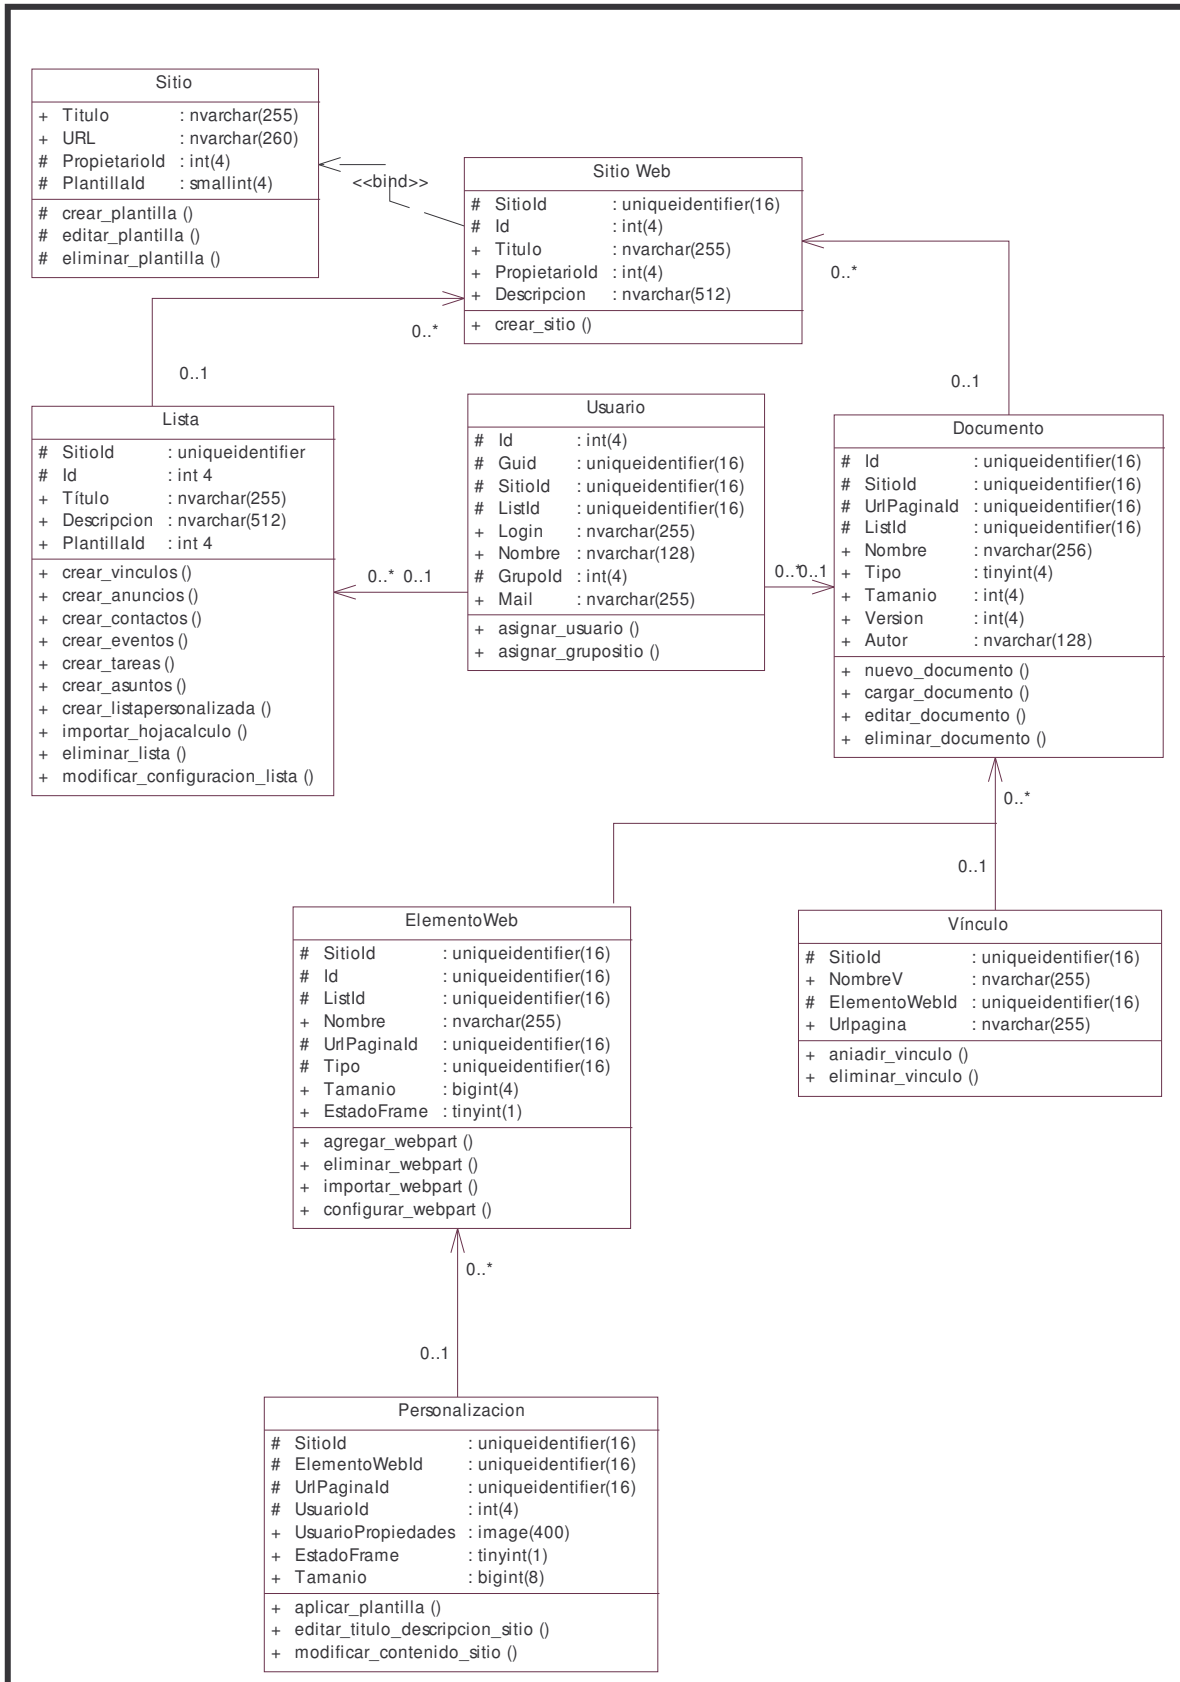 Sitio
+ Titulo : nvarchar(255)
+ URL : nvarchar(260)
# PropietarioId : int(4)
# PlantillaId : smallint(4)
# crear_plantilla ()
# editar_plantilla ()
# eliminar_plantilla ()
<<bind>>
Sitio Web
# SitioId : uniqueidentifier(16)
# Id : int(4)
+ Titulo : nvarchar(255)
+ PropietarioId : int(4)
+ Descripcion : nvarchar(512)
+ crear_sitio ()
0..*
0..*
0..1
0..1
Lista
# SitioId : uniqueidentifier
# Id : int 4
+ Título : nvarchar(255)
+ Descripcion : nvarchar(512)
+ PlantillaId : int 4
+ crear_vinculos ()
+ crear_anuncios ()
+ crear_contactos ()
+ crear_eventos ()
+ crear_tareas ()
+ crear_asuntos ()
+ crear_listapersonalizada ()
+ importar_hojacalculo ()
+ eliminar_lista ()
+ modificar_configuracion_lista ()
0..* 0..1
Usuario
# Id : int(4)
# Guid : uniqueidentifier(16)
# SitioId : uniqueidentifier(16)
# ListId : uniqueidentifier(16)
+ Login : nvarchar(255)
+ Nombre : nvarchar(128)
# GrupoId : int(4)
+ Mail : nvarchar(255)
+ asignar_usuario ()
+ asignar_grupositio ()
0..*0..1
Documento
# Id : uniqueidentifier(16)
# SitioId : uniqueidentifier(16)
# UrlPaginaId : uniqueidentifier(16)
# ListId : uniqueidentifier(16)
+ Nombre : nvarchar(256)
+ Tipo : tinyint(4)
+ Tamanio : int(4)
+ Version : int(4)
+ Autor : nvarchar(128)
+ nuevo_documento ()
+ cargar_documento ()
+ editar_documento ()
+ eliminar_documento ()
0..*
0..1
ElementoWeb
# SitioId : uniqueidentifier(16)
# Id : uniqueidentifier(16)
# ListId : uniqueidentifier(16)
+ Nombre : nvarchar(255)
# UrlPaginaId : uniqueidentifier(16)
# Tipo : uniqueidentifier(16)
+ Tamanio : bigint(4)
+ EstadoFrame : tinyint(1)
+ agregar_webpart ()
+ eliminar_webpart ()
+ importar_webpart ()
+ configurar_webpart ()
Vínculo
# SitioId : uniqueidentifier(16)
+ NombreV : nvarchar(255)
# ElementoWebId : uniqueidentifier(16)
+ Urlpagina : nvarchar(255)
+ aniadir_vinculo ()
+ eliminar_vinculo ()
0..*
0..1
Personalizacion
# SitioId : uniqueidentifier(16)
# ElementoWebId : uniqueidentifier(16)
# UrlPaginaId : uniqueidentifier(16)
# UsuarioId : int(4)
+ UsuarioPropiedades : image(400)
+ EstadoFrame : tinyint(1)
+ Tamanio : bigint(8)
+ aplicar_plantilla ()
+ editar_titulo_descripcion_sitio ()
+ modificar_contenido_sitio ()